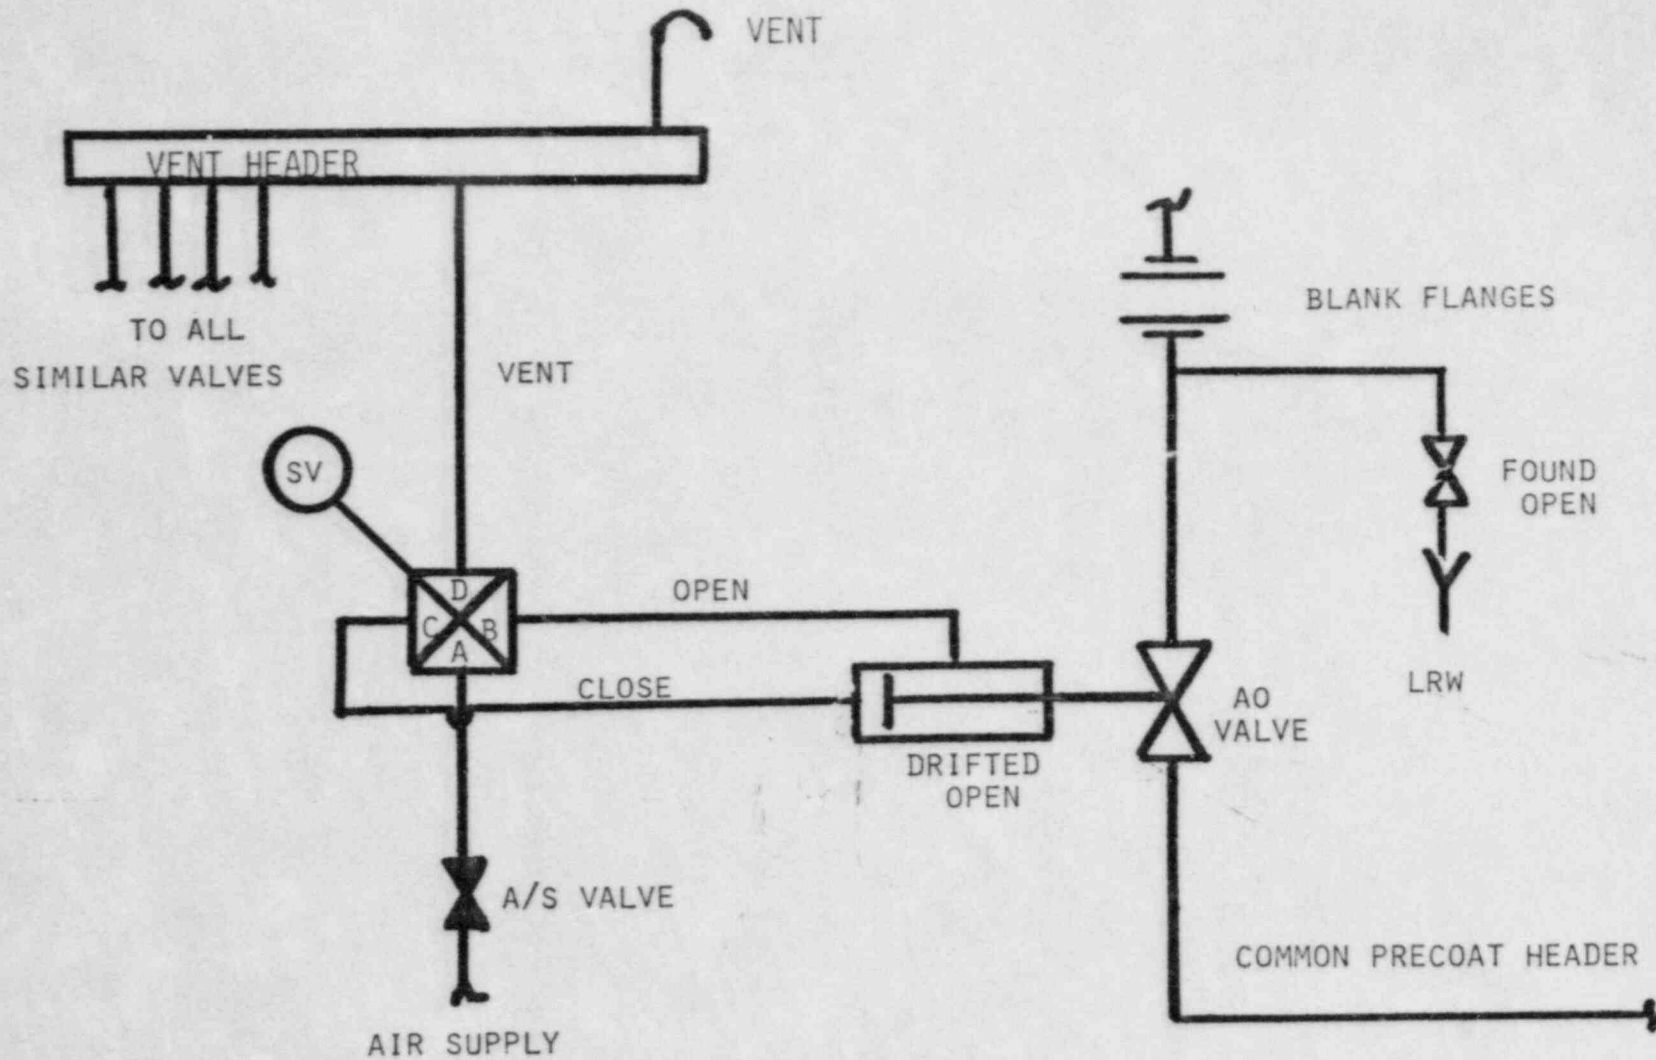 VENT
VENT HEADER
TO ALL
SIMILAR VALVES
VENT
BLANK FLANGES
SV
FOUND
OPEN
D
C B
A
OPEN
CLOSE
LRW
AO
VALVE
DRIFTED
OPEN
A/S VALVE
COMMON PRECOAT HEADER
AIR SUPPLY